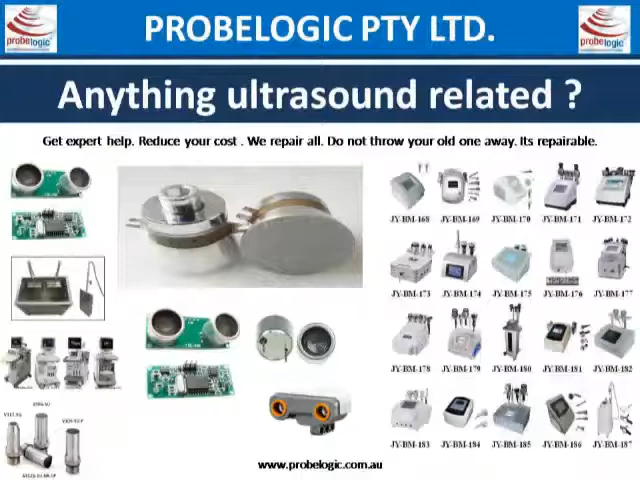 probelogic
PROBELOGIC PTY LTD.
probelogic
Anything ultrasound related ?
Get expert help. Reduce your cost . We repair all. Do not throw your old one away. Its repairable.
JY-BM-168 JY-BM-169 JY-BM-170 JY-BM-171 JY-BM-172
JY-BM-173 JY-BM-174 JY-BM-175 JY-BM-176 JY-BM-177
JY-BM-178 JY-BM-179 JY-BM-180 JY-BM-181 JY-BM-182
JY-BM-183 JY-BM-184 JY-BM-185 JY-BM-186 JY-BM-187
www.probelogic.com.au